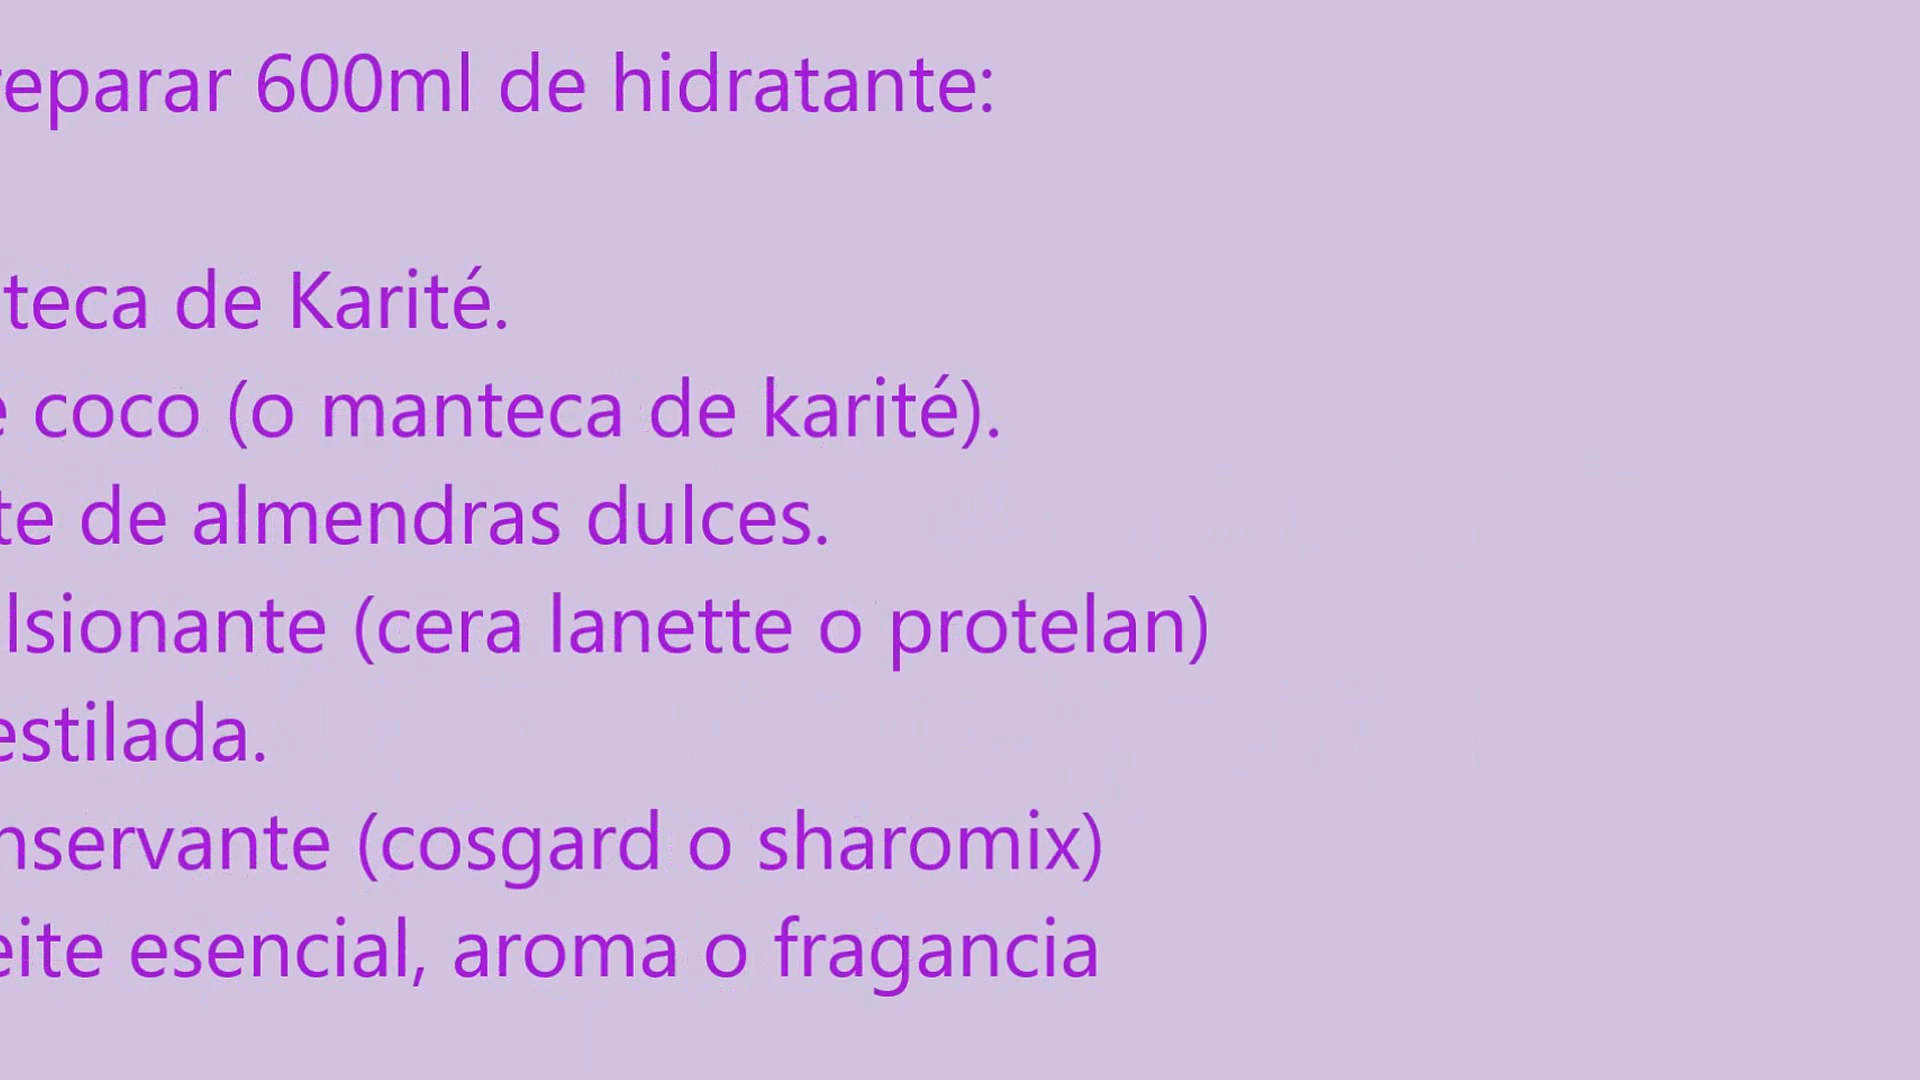 reparar 600ml de hidratante:
teca de Karité.
e coco (o manteca de karité).
te de almendras dulces.
lsionante (cera lanette o protelan)
estilada.
nservante (cosgard o sharomix)
eite esencial, aroma o fragancia